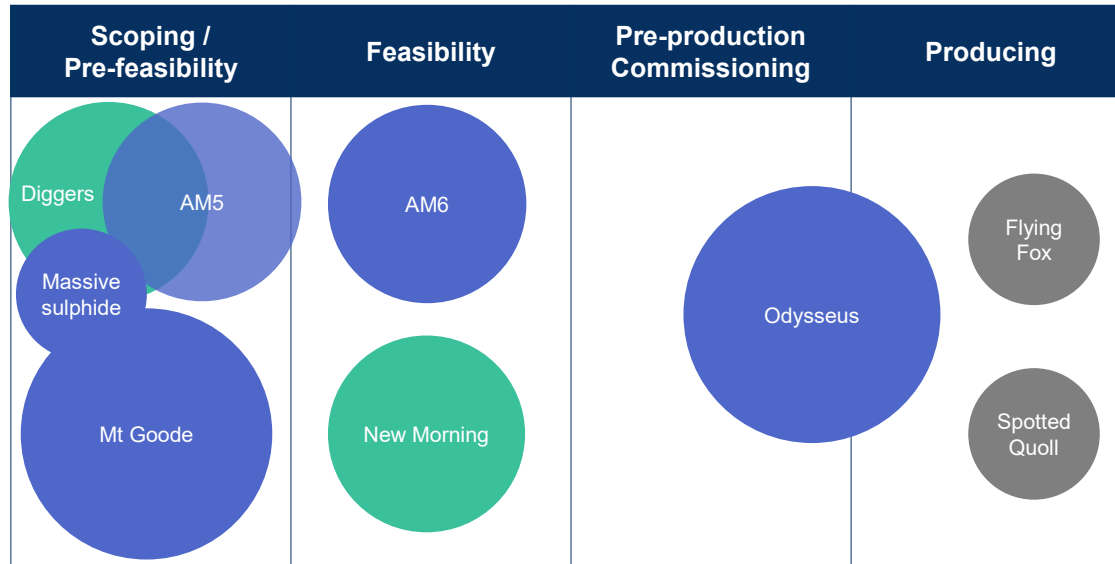 Scoping /
Pre-feasibility
Feasibility
Pre-production
Commissioning
Producing
Diggers
AM5
AM6
Flying
Fox
Massive
sulphide
Odysseus
Mt Goode
New Morning
Spotted
Quoll